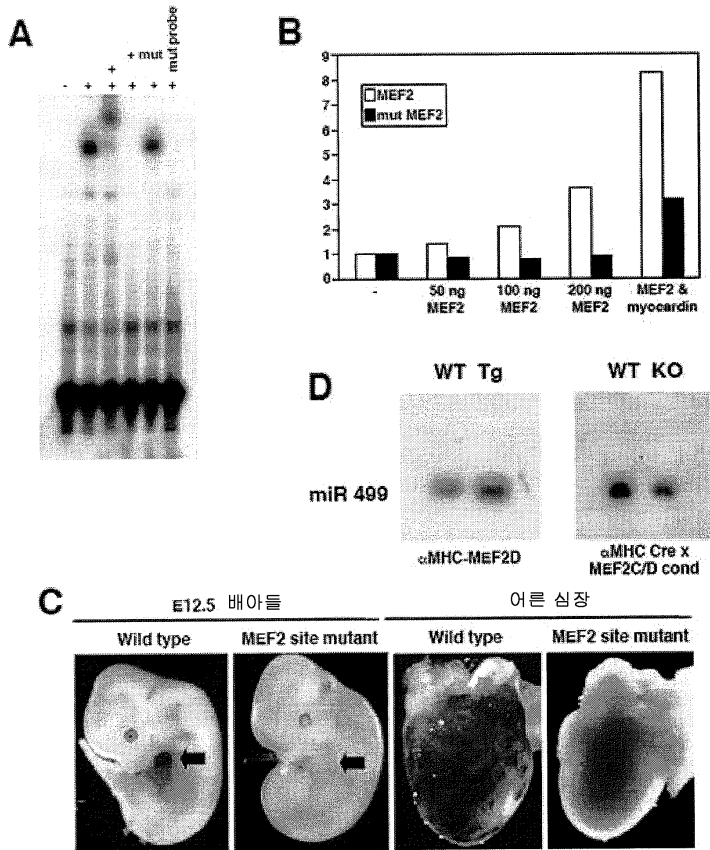 A
+ mut
mut probe
+
- + + + + +
B
9
8
7
6
5
4
3
2
1
0
MEF2
mut MEF2
- 50 ng 100 ng 200 ng MEF2 &
MEF2 MEF2 MEF2 myocardin
D
WT Tg WT KO
miR 499
αMHC-MEF2D
αMHC Cre x
MEF2C/D cond
C
E12.5 배아들 어른 심장
Wild type MEF2 site mutant Wild type MEF2 site mutant